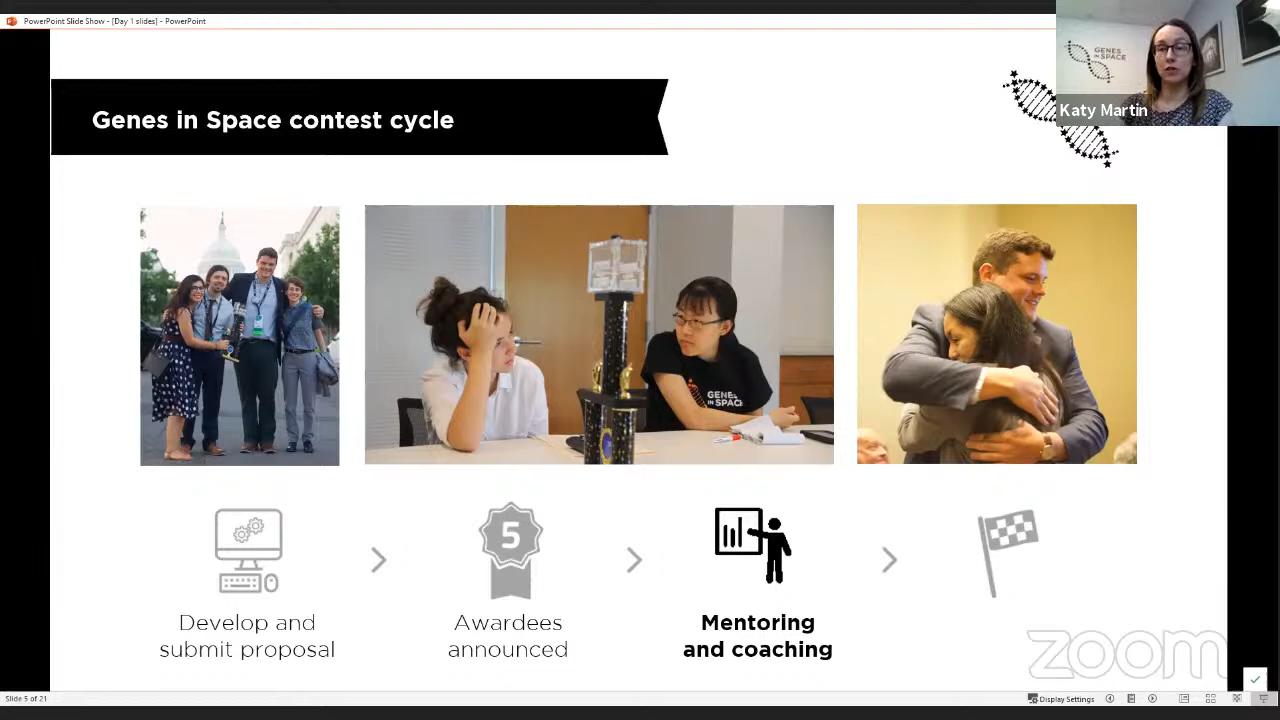 PowerPoint Slide Show - [Day 1 slides] - PowerPoint
GENES
IN SPACE
Katy Martin
Genes in Space contest cycle
GENES
IN SPACE
5
Develop and
submit proposal
Awardees
announced
Mentoring
and coaching
zoom
Slide 5 of 21
Display Settings